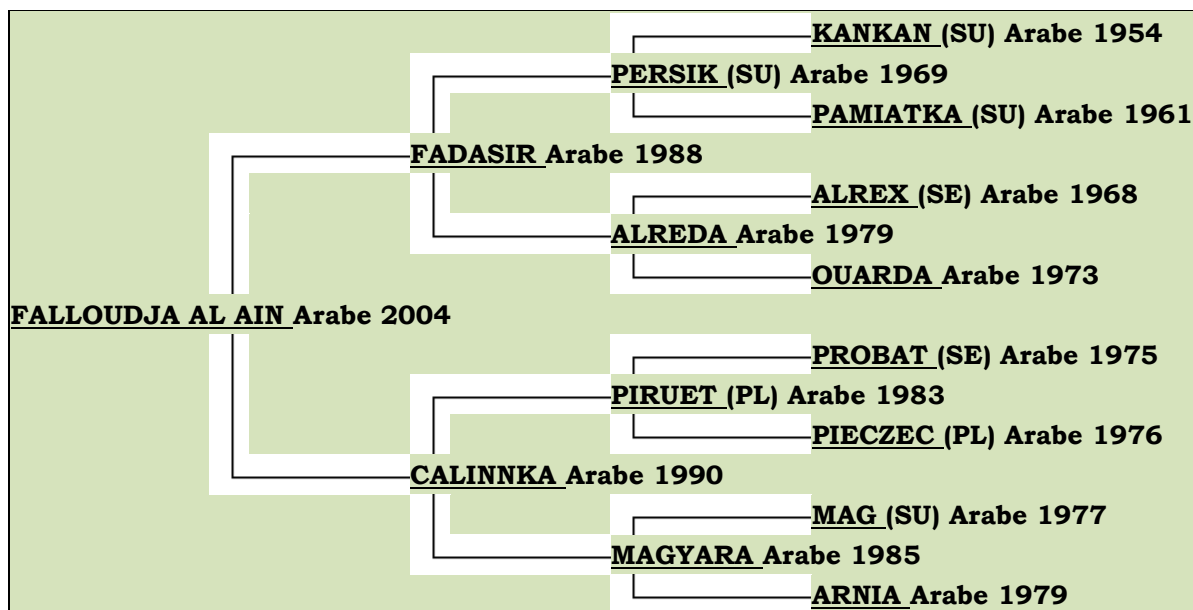 KANKAN (SU) Arabe 1954
PERSIK (SU) Arabe 1969
PAMIATKA (SU) Arabe 1961
FADASIR Arabe 1988
ALREX (SE) Arabe 1968
ALREDA Arabe 1979
OUARDA Arabe 1973
FALLOUDJA AL AIN Arabe 2004
PROBAT (SE) Arabe 1975
PIRUET (PL) Arabe 1983
PIECZEC (PL) Arabe 1976
CALINNKA Arabe 1990
MAG (SU) Arabe 1977
MAGYARA Arabe 1985
ARNIA Arabe 1979